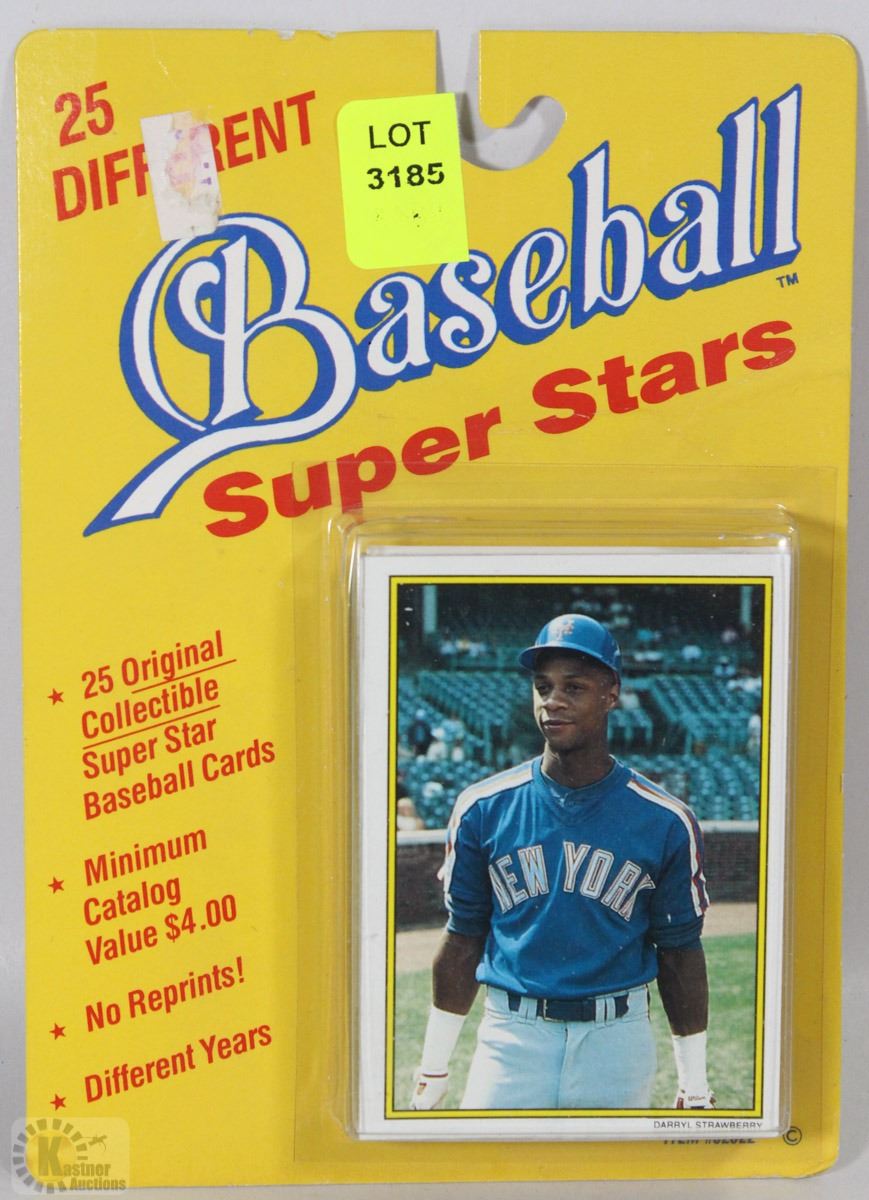 25
DIFF RENT
LOT
3185
Baseball
TM
Super Stars
★ 25 Original
Collectible
Super Star
Baseball Cards
★ Minimum
Catalog
Value $4.00
★ No Reprints!
★ Different Years
NEW YORK
Wilson
DARRYL STRAWBERRY
©
Kastner
Auctions